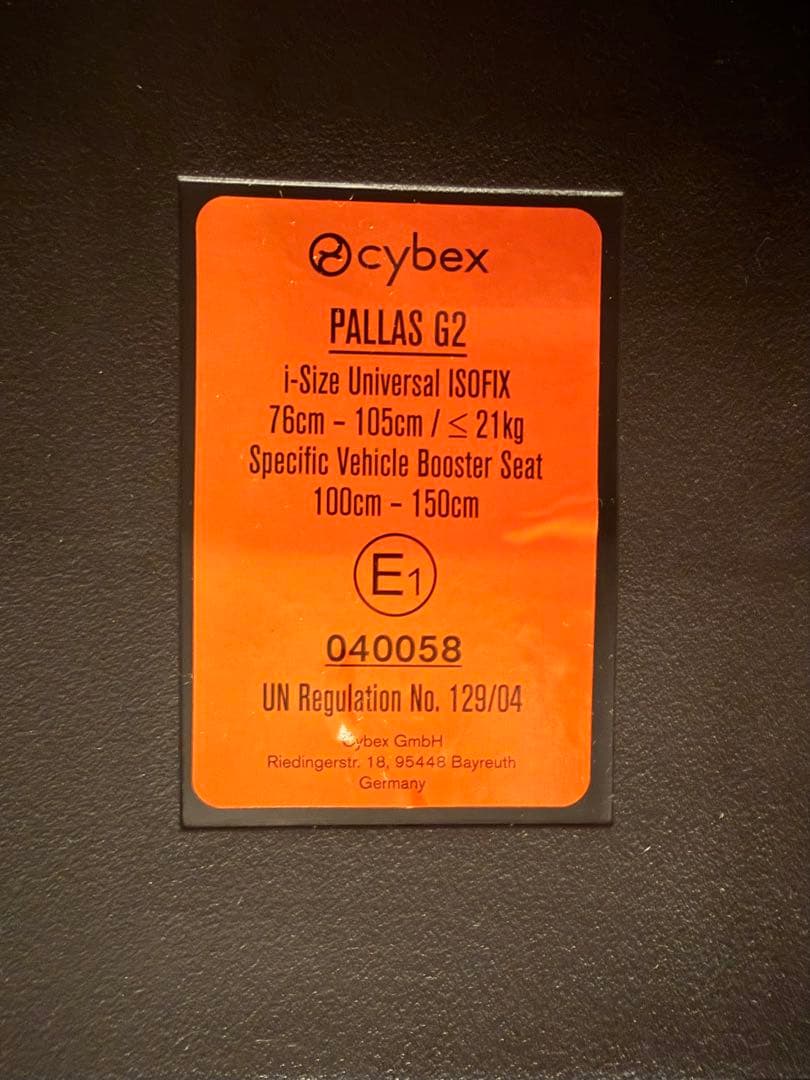 cybex
PALLAS G2
i-Size Universal ISOFIX
76cm - 105cm / ≤ 21kg
Specific Vehicle Booster Seat
100cm - 150cm
E1
040058
UN Regulation No. 129/04
Cybex GmbH
Riedingerstr. 18, 95448 Bayreuth
Germany